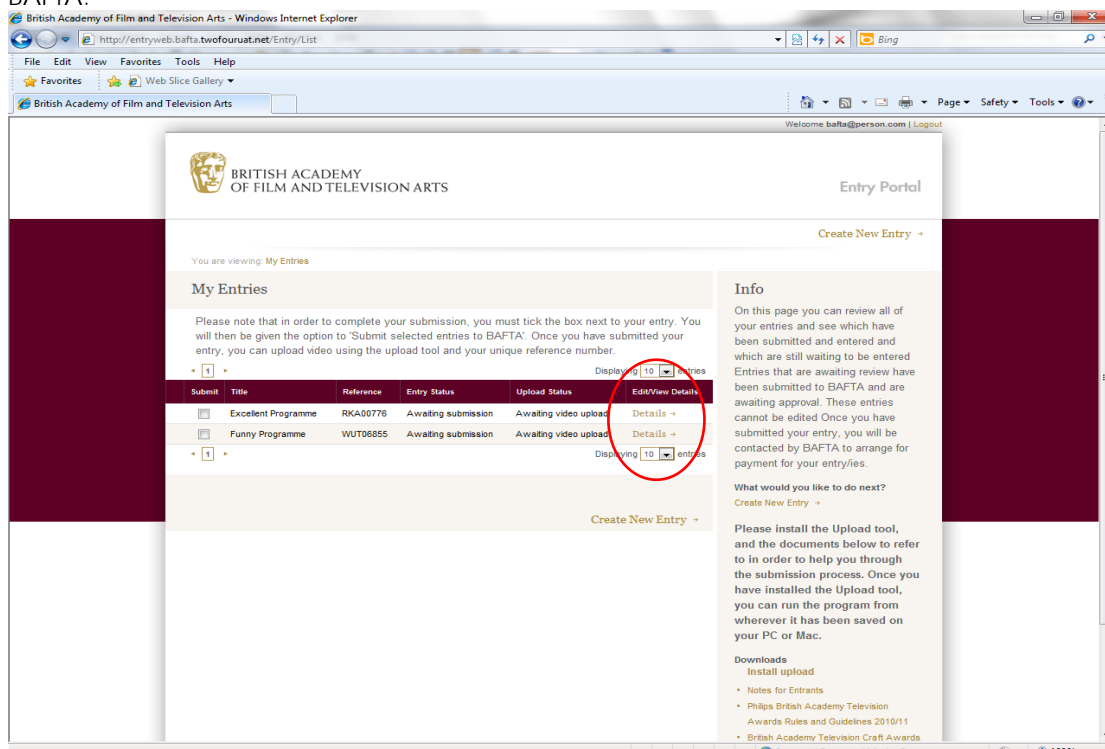 BAFTA.
British Academy of Film and Television Arts - Windows Internet Explorer
http://entryweb.bafta.twofouruat.net/Entry/List
Bing
File Edit View Favorites Tools Help
Favorites Web Slice Gallery
British Academy of Film and Television Arts
Page Safety Tools
Welcome bafta@person.com | Logout
BRITISH ACADEMY
OF FILM AND TELEVISION ARTS
Entry Portal
Create New Entry →
You are viewing: My Entries
My Entries
Please note that in order to complete your submission, you must tick the box next to your entry. You
will then be given the option to 'Submit selected entries to BAFTA'. Once you have submitted your
entry, you can upload video using the upload tool and your unique reference number.
1
Displaying 10 entries
Submit Title Reference Entry Status Upload Status Edit/View Details
Excellent Programme RKA00776 Awaiting submission Awaiting video upload Details →
Funny Programme WUT06855 Awaiting submission Awaiting video upload Details →
1
Displaying 10 entries
Create New Entry →
Info
On this page you can review all of
your entries and see which have
been submitted and entered and
which are still waiting to be entered
Entries that are awaiting review have
been submitted to BAFTA and are
awaiting approval. These entries
cannot be edited Once you have
submitted your entry, you will be
contacted by BAFTA to arrange for
payment for your entry/ies.
What would you like to do next?
Create New Entry →
Please install the Upload tool,
and the documents below to refer
to in order to help you through
the submission process. Once you
have installed the Upload tool,
you can run the program from
wherever it has been saved on
your PC or Mac.
Downloads
Install upload
• Notes for Entrants
• Philips British Academy Television
Awards Rules and Guidelines 2010/11
• British Academy Television Craft Awards